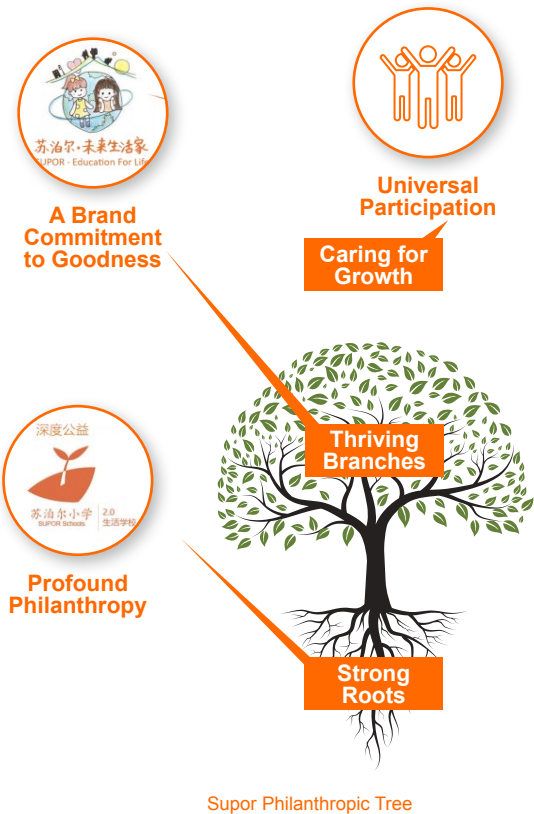 苏泊尔·未来生活家
SUPOR · Education For Life
A Brand
Commitment
to Goodness
Universal
Participation
Caring for
Growth
Thriving
Branches
深度公益
苏泊尔小学
SUPOR Schools
2.0
生活学校
Profound
Philanthropy
Strong
Roots
Supor Philanthropic Tree